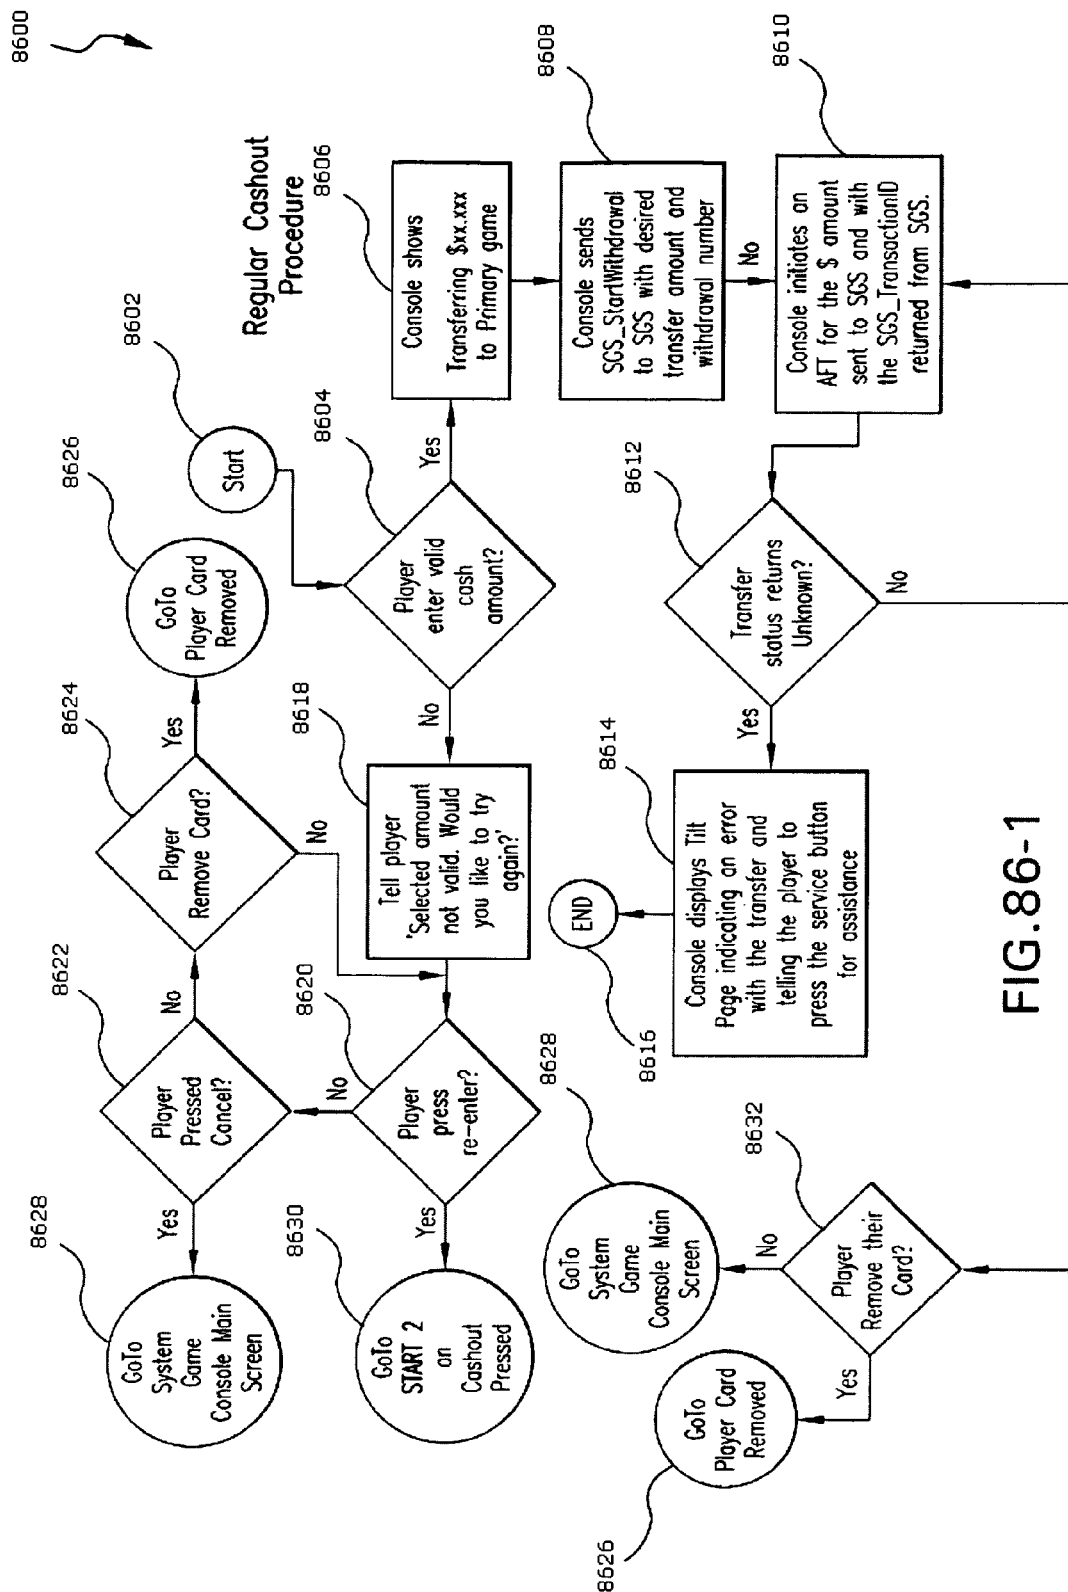 8600
Regular Cashout
Procedure
8602
Start
8604
Player
enter valid
cash
amount?
Yes
No
8606
Console shows
Transferring $xx.xxx
to Primary game
8608
Console sends
SGS_StartWithdrawal
to SGS with desired
transfer amount and
withdrawal number
No
8610
Console initiates an
AFT for the $ amount
sent to SGS and with
the SGS_TransactionID
returned from SGS.
8612
Transfer
status returns
Unknown?
Yes
No
8614
Console displays Tilt
Page indicating an error
with the transfer and
telling the player to
press the service button
for assistance
END
8616
8618
Tell player
'Selected amount
not valid. Would
you like to try
again?'
8620
Player
press
re-enter?
No
Yes
8622
Player
Pressed
Cancel?
No
Yes
8624
Player
Remove Card?
Yes
No
8626
GoTo
Player Card
Removed
8628
GoTo
System
Game
Console Main
Screen
8630
GoTo
START 2
on
Cashout
Pressed
8632
Player
Remove their
Card?
No
Yes
8628
GoTo
System
Game
Console Main
Screen
8626
GoTo
Player Card
Removed
FIG.86-1